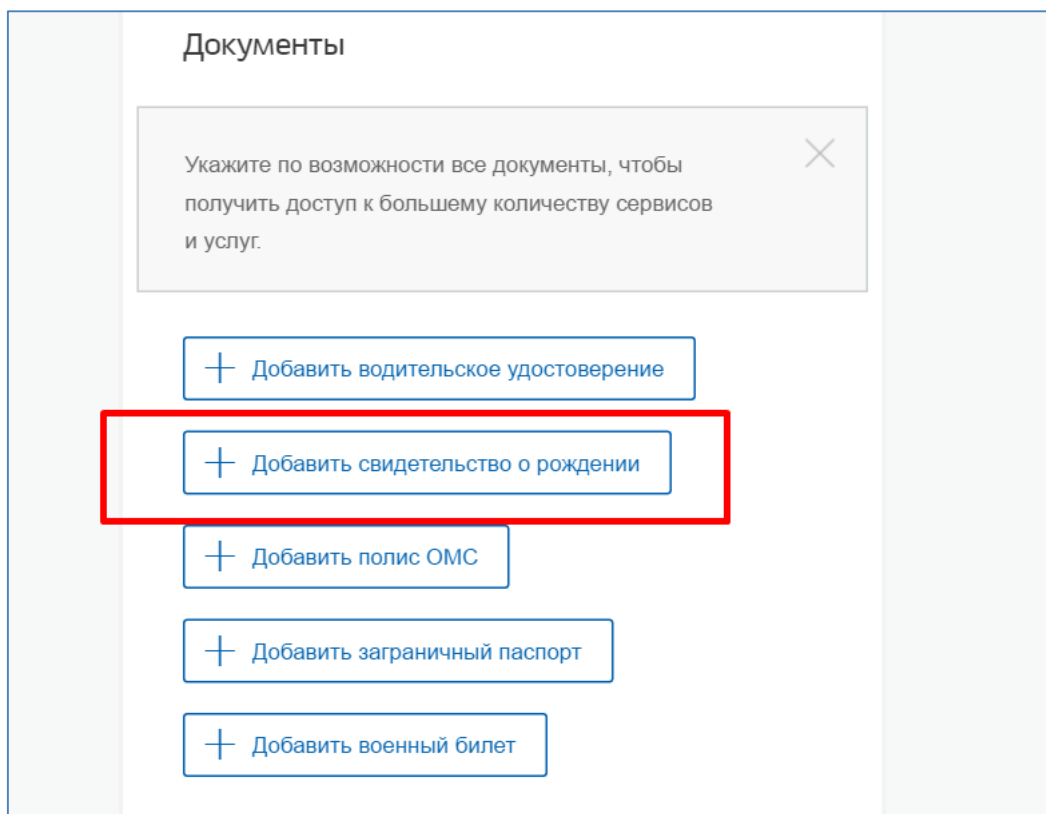 Документы
Укажите по возможности все документы, чтобы
получить доступ к большему количеству сервисов
и услуг.
Добавить водительское удостоверение
Добавить свидетельство о рождении
Добавить полис ОМС
Добавить заграничный паспорт
Добавить военный билет